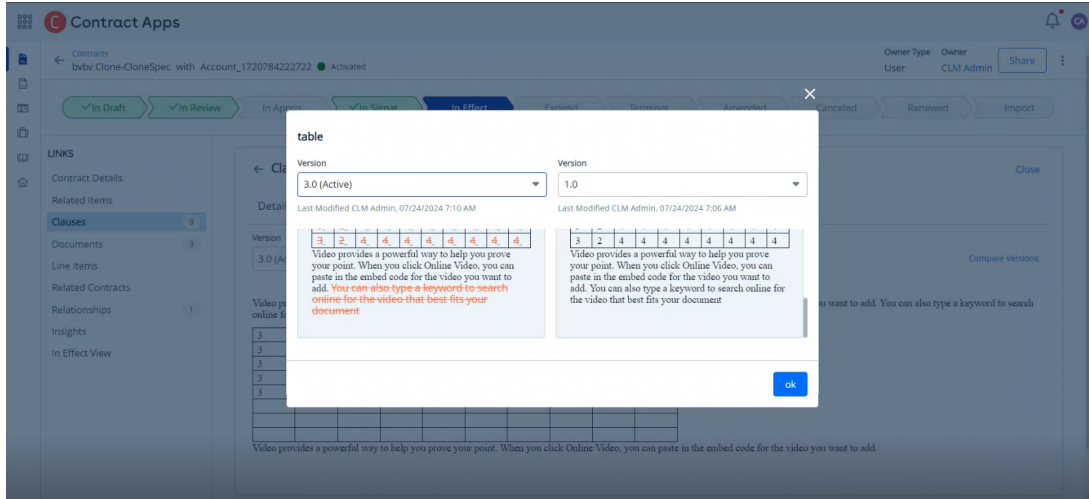 Contract Apps
CA
Contracts
bvbv Clone-CloneSpec with Account_1720784222722 Activated
Owner Type Owner
User CLM Admin
Share
In Draft In Review In Signat In Effect Expired Terminat Amended Canceled Renewed Import
table
LINKS
Contract Details
Related Items
Clauses 9
Documents 3
Line Items
Related Contracts
Relationships 1
Insights
In Effect View
Close
Version Version
3.0 (Active) 1.0
Last Modified CLM Admin, 07/24/2024 7:10 AM Last Modified CLM Admin, 07/24/2024 7:06 AM
Version
Compare Versions
3 2 4 4 4 4 4 4 4
Video provides a powerful way to help you prove
your point. When you click Online Video, you can
paste in the embed code for the video you want to
add. You can also type a keyword to search
online for the video that best fits your
document
3 2 4 4 4 4 4 4 4
Video provides a powerful way to help you prove
your point. When you click Online Video, you can
paste in the embed code for the video you want to
add. You can also type a keyword to search online for
the video that best fits your document
want to add. You can also type a keyword to search
3
3
3
3
3
ok
Video provides a powerful way to help you prove your point. When you click Online Video, you can paste in the embed code for the video you want to add.